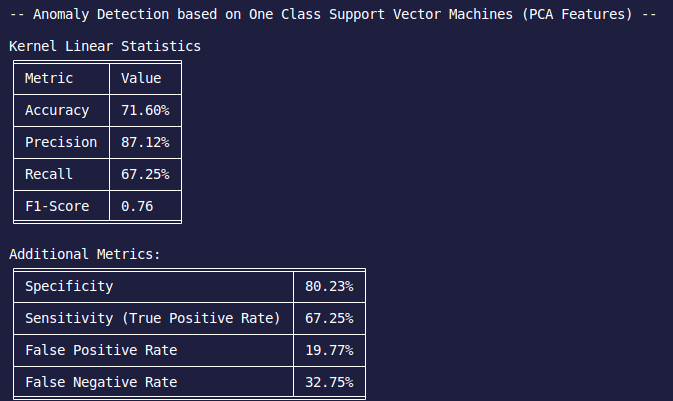 -- Anomaly Detection based on One Class Support Vector Machines (PCA Features) --
Kernel Linear Statistics
Metric Value
Accuracy 71.60%
Precision 87.12%
Recall 67.25%
F1-Score 0.76
Additional Metrics:
Specificity 80.23%
Sensitivity (True Positive Rate) 67.25%
False Positive Rate 19.77%
False Negative Rate 32.75%